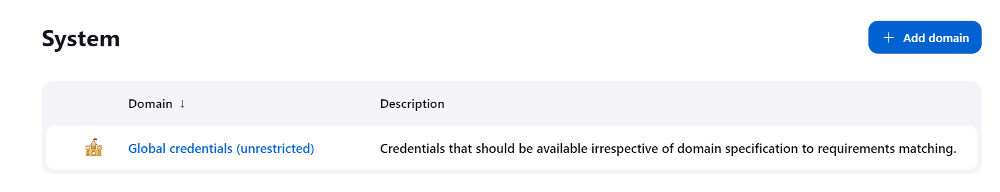 System
+ Add domain
Domain ↓ Description
Global credentials (unrestricted) Credentials that should be available irrespective of domain specification to requirements matching.